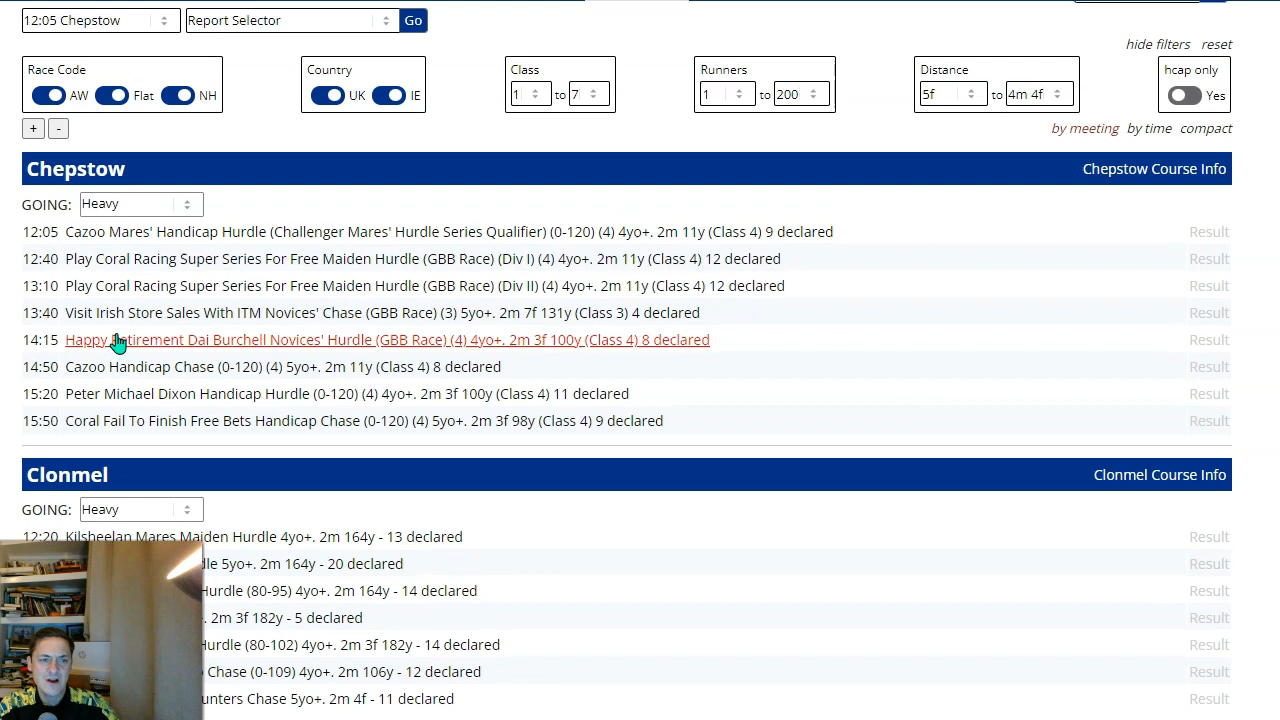 12:05 Chepstow Report Selector Go
hide filters reset
Race Code Country Class Runners Distance hcap only
AW Flat NH UK IE 1 to 7 1 to 200 5f to 4m 4f Yes
+ - by meeting by time compact
Chepstow Chepstow Course Info
GOING: Heavy
12:05 Cazoo Mares' Handicap Hurdle (Challenger Mares' Hurdle Series Qualifier) (0-120) (4) 4yo+. 2m 11y (Class 4) 9 declared Result
12:40 Play Coral Racing Super Series For Free Maiden Hurdle (GBB Race) (Div I) (4) 4yo+. 2m 11y (Class 4) 12 declared Result
13:10 Play Coral Racing Super Series For Free Maiden Hurdle (GBB Race) (Div II) (4) 4yo+. 2m 11y (Class 4) 12 declared Result
13:40 Visit Irish Store Sales With ITM Novices' Chase (GBB Race) (3) 5yo+. 2m 7f 131y (Class 3) 4 declared Result
14:15 Happy Retirement Dai Burchell Novices' Hurdle (GBB Race) (4) 4yo+. 2m 3f 100y (Class 4) 8 declared Result
14:50 Cazoo Handicap Chase (0-120) (4) 5yo+. 2m 11y (Class 4) 8 declared Result
15:20 Peter Michael Dixon Handicap Hurdle (0-120) (4) 4yo+. 2m 3f 100y (Class 4) 11 declared Result
15:50 Coral Fail To Finish Free Bets Handicap Chase (0-120) (4) 5yo+. 2m 3f 98y (Class 4) 9 declared Result
Clonmel Clonmel Course Info
GOING: Heavy
12:20 Kilsheelan Mares Maiden Hurdle 4yo+. 2m 164y - 13 declared Result
5yo+. 2m 164y - 20 declared Result
Hurdle (80-95) 4yo+. 2m 164y - 14 declared Result
2m 3f 182y - 5 declared Result
Hurdle (80-102) 4yo+. 2m 3f 182y - 14 declared Result
Chase (0-109) 4yo+. 2m 106y - 12 declared Result
Chase 5yo+. 2m 4f - 11 declared Result